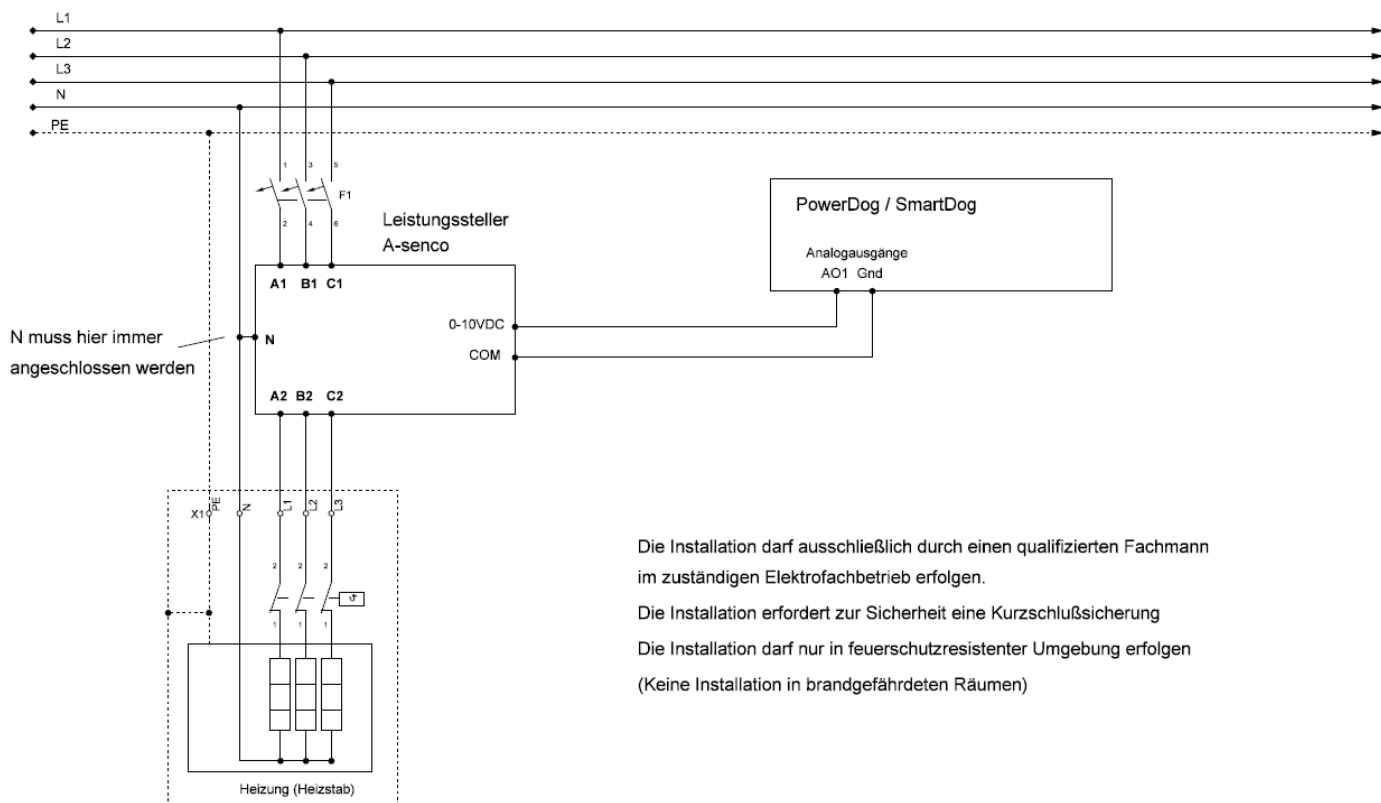 L1
L2
L3
N
PE
1 3 5
F1
2 4 6
Leistungssteller
A-senco
A1 B1 C1
N muss hier immer
angeschlossen werden
N
0-10VDC
COM
A2 B2 C2
PowerDog / SmartDog
Analogausgänge
AO1 Gnd
X1 PE N L1 L2 L3
2 2 2
ϑ
1 1 1
Heizung (Heizstab)
Die Installation darf ausschließlich durch einen qualifizierten Fachmann
im zuständigen Elektrofachbetrieb erfolgen.
Die Installation erfordert zur Sicherheit eine Kurzschlußsicherung
Die Installation darf nur in feuerschutzresistenter Umgebung erfolgen
(Keine Installation in brandgefährdeten Räumen)